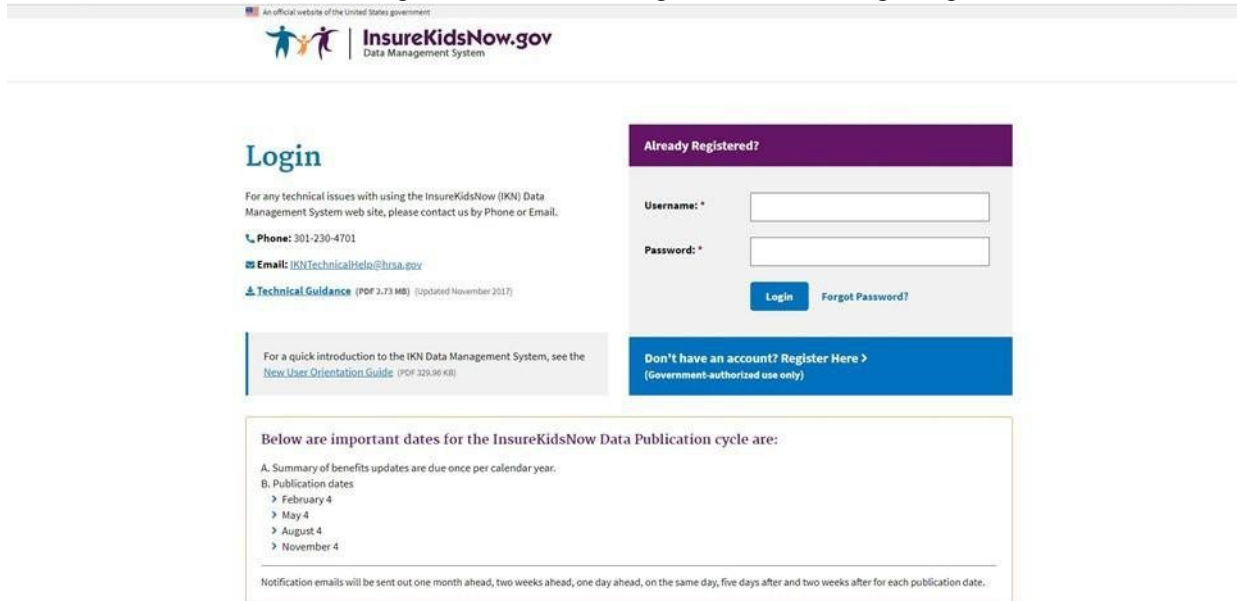 An official website of the United States government
InsureKidsNow.gov
Data Management System
Login
For any technical issues with using the InsureKidsNow (IKN) Data
Management System web site, please contact us by Phone or Email.
Phone: 301-230-4701
Email: IKNTechnicalHelp@hrsa.gov
Technical Guidance (PDF 2.73 MB) (Updated November 2017)
For a quick introduction to the IKN Data Management System, see the
New User Orientation Guide (PDF 329.96 KB)
Already Registered?
Username: *
Password: *
Login Forgot Password?
Don't have an account? Register Here >
(Government-authorized use only)
Below are important dates for the InsureKidsNow Data Publication cycle are:
A. Summary of benefits updates are due once per calendar year.
B. Publication dates
> February 4
> May 4
> August 4
> November 4
Notification emails will be sent out one month ahead, two weeks ahead, one day ahead, on the same day, five days after and two weeks after for each publication date.